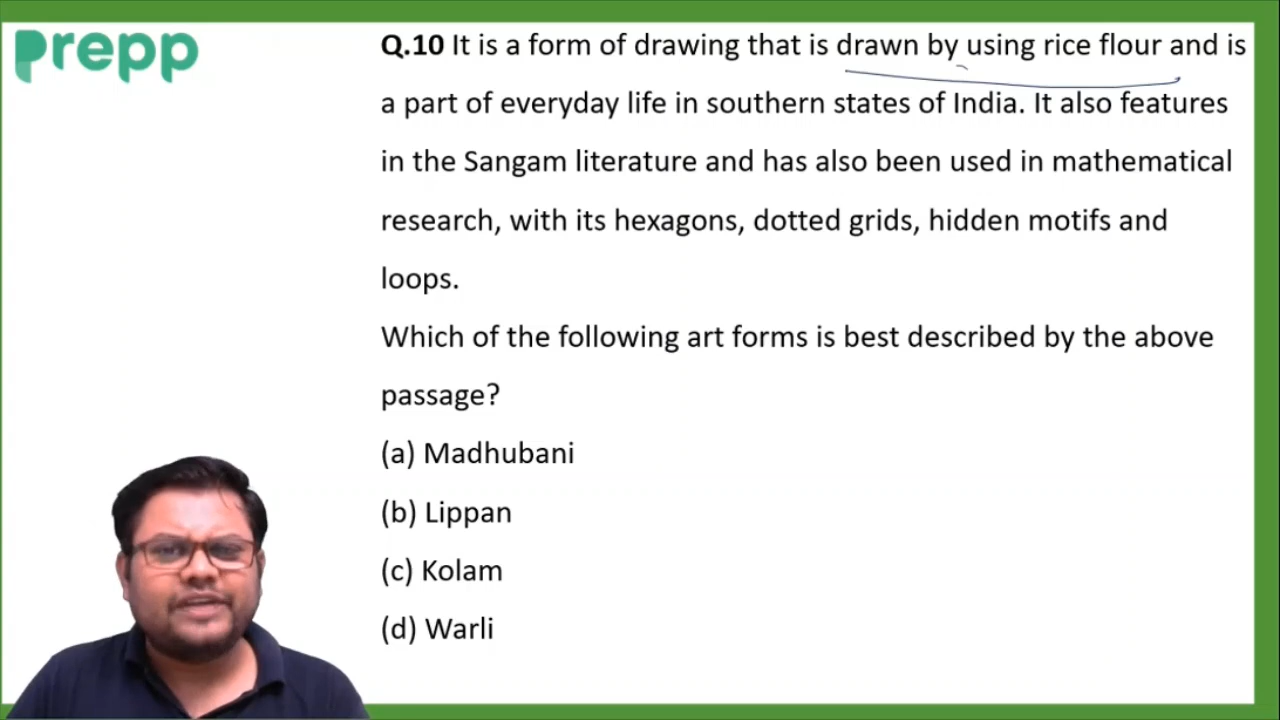 prepp
Q.10 It is a form of drawing that is drawn by using rice flour and is
a part of everyday life in southern states of India. It also features
in the Sangam literature and has also been used in mathematical
research, with its hexagons, dotted grids, hidden motifs and
loops.
Which of the following art forms is best described by the above
passage?
(a) Madhubani
(b) Lippan
(c) Kolam
(d) Warli